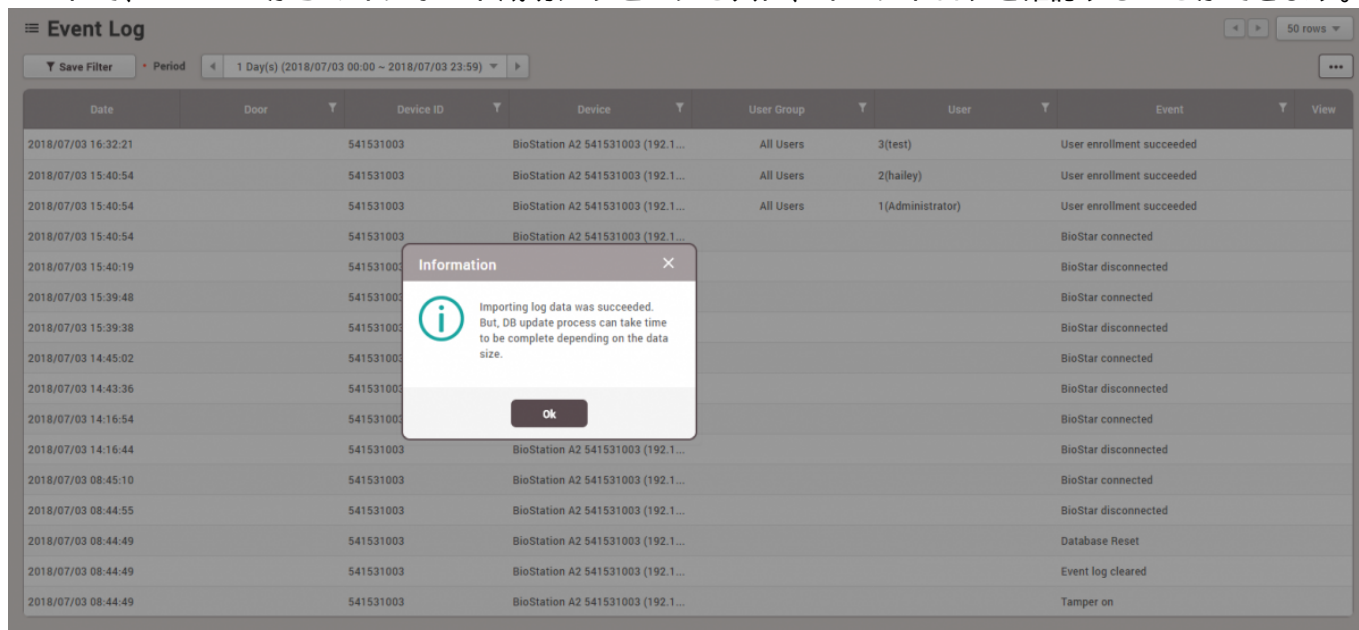 Event Log
50 rows
Save Filter
• Period
1 Day(s) (2018/07/03 00:00 ~ 2018/07/03 23:59)
Date Door Device ID Device User Group User Event View
2018/07/03 16:32:21 541531003 BioStation A2 541531003 (192.1... All Users 3(test) User enrollment succeeded
2018/07/03 15:40:54 541531003 BioStation A2 541531003 (192.1... All Users 2(hailey) User enrollment succeeded
2018/07/03 15:40:54 541531003 BioStation A2 541531003 (192.1... All Users 1(Administrator) User enrollment succeeded
2018/07/03 15:40:54 541531003 BioStation A2 541531003 (192.1... BioStar connected
2018/07/03 15:40:19 541531003 BioStar disconnected
2018/07/03 15:39:48 BioStar connected
2018/07/03 15:39:38 BioStar disconnected
2018/07/03 14:45:02 BioStar connected
2018/07/03 14:43:36 BioStar disconnected
2018/07/03 14:16:54 BioStar connected
2018/07/03 14:16:44 541531003 BioStation A2 541531003 (192.1... BioStar disconnected
2018/07/03 08:45:10 541531003 BioStation A2 541531003 (192.1... BioStar connected
2018/07/03 08:44:55 541531003 BioStation A2 541531003 (192.1... BioStar disconnected
2018/07/03 08:44:49 541531003 BioStation A2 541531003 (192.1... Database Reset
2018/07/03 08:44:49 541531003 BioStation A2 541531003 (192.1... Event log cleared
2018/07/03 08:44:49 541531003 BioStation A2 541531003 (192.1... Tamper on
Information
Importing log data was succeeded.
But, DB update process can take time
to be complete depending on the data
size.
Ok